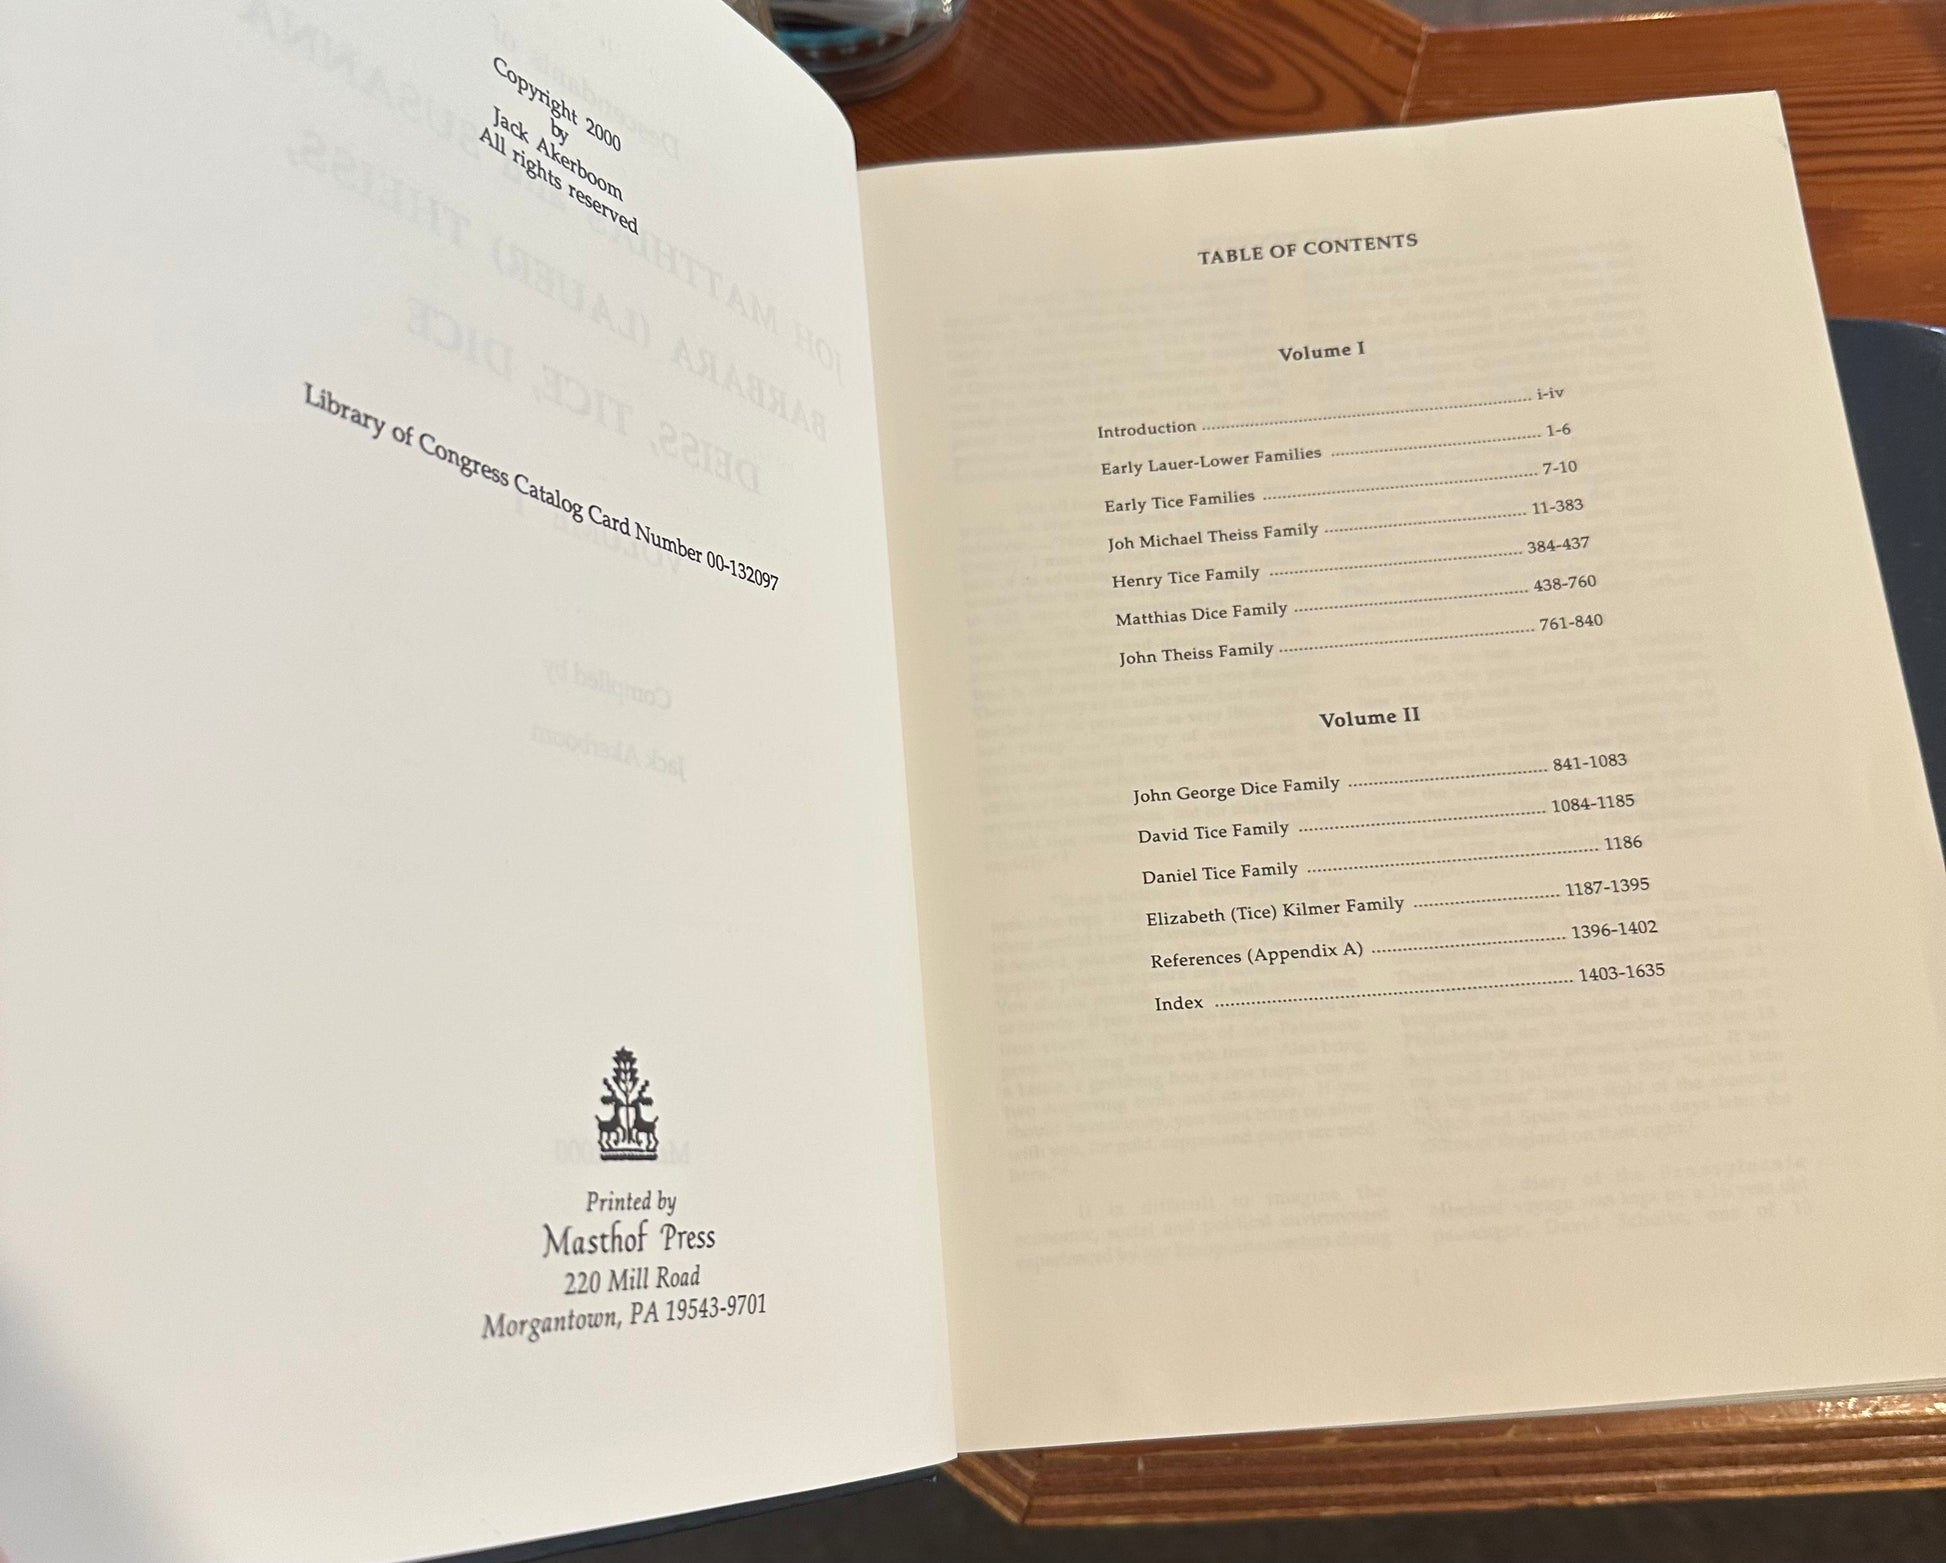 Copyright 2000
by
Jack Akerboom
All rights reserved
Library of Congress Catalog Card Number 00-132097
Printed by
Masthof Press
220 Mill Road
Morgantown, PA 19543-9701
TABLE OF CONTENTS
Volume I
Introduction ........ i-iv
Early Lauer-Lower Families ........ 1-6
Early Tice Families ........ 7-10
Joh Michael Theiss Family ........ 11-383
Henry Tice Family ........ 384-437
Matthias Dice Family ........ 438-760
John Theiss Family ........ 761-840
Volume II
John George Dice Family ........ 841-1083
David Tice Family ........ 1084-1185
Daniel Tice Family ........ 1186
Elizabeth (Tice) Kilmer Family ........ 1187-1395
References (Appendix A) ........ 1396-1402
Index ........ 1403-1635